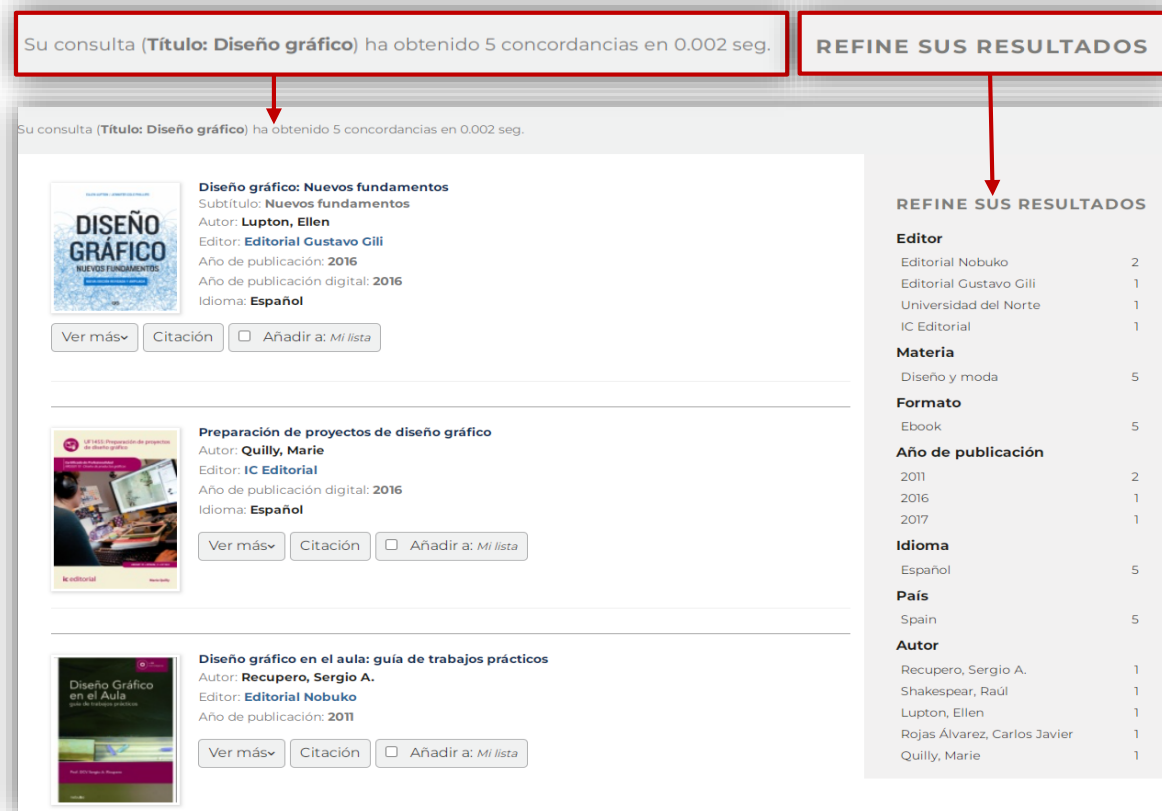 Su consulta (Título: Diseño gráfico) ha obtenido 5 concordancias en 0.002 seg.
REFINE SUS RESULTADOS
Su consulta (Título: Diseño gráfico) ha obtenido 5 concordancias en 0.002 seg.
DISEÑO
GRÁFICO
NUEVOS FUNDAMENTOS
Diseño gráfico: Nuevos fundamentos
Subtítulo: Nuevos fundamentos
Autor: Lupton, Ellen
Editor: Editorial Gustavo Gili
Año de publicación: 2016
Año de publicación digital: 2016
Idioma: Español
Ver más
Citación
Añadir a: Mi lista
UF1455: Preparación de proyectos
de diseño gráfico
ic editorial
Marie Quilly
Preparación de proyectos de diseño gráfico
Autor: Quilly, Marie
Editor: IC Editorial
Año de publicación digital: 2016
Idioma: Español
Ver más
Citación
Añadir a: Mi lista
Diseño Gráfico
en el Aula
guía de trabajos prácticos
Diseño gráfico en el aula: guía de trabajos prácticos
Autor: Recupero, Sergio A.
Editor: Editorial Nobuko
Año de publicación: 2011
Ver más
Citación
Añadir a: Mi lista
REFINE SUS RESULTADOS
Editor
Editorial Nobuko 2
Editorial Gustavo Gili 1
Universidad del Norte 1
IC Editorial 1
Materia
Diseño y moda 5
Formato
Ebook 5
Año de publicación
2011 2
2016 1
2017 1
Idioma
Español 5
País
Spain 5
Autor
Recupero, Sergio A. 1
Shakespear, Raúl 1
Lupton, Ellen 1
Rojas Álvarez, Carlos Javier 1
Quilly, Marie 1